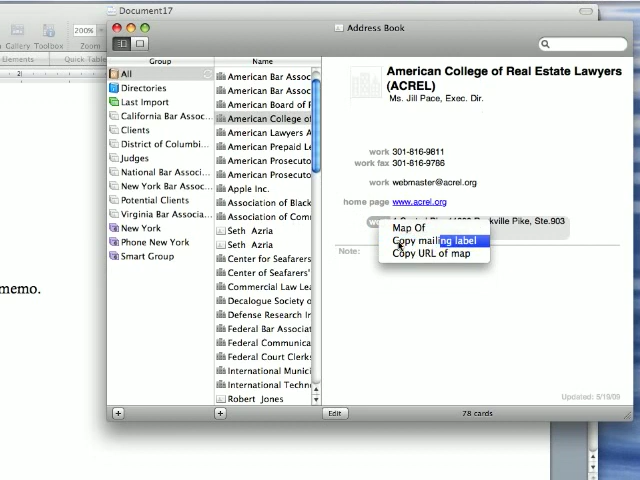 Document17
Address Book
200%
Gallery Toolbox Zoom
Elements Quick Table
memo.
Group
All
Directories
Last Import
California Bar Assoc...
Clients
District of Columbi...
Judges
National Bar Associ...
New York Bar Assoc...
Potential Clients
Virginia Bar Associa...
New York
Phone New York
Smart Group
Name
American Bar Assoc
American Bar Assoc
American Board of
American College of
American Lawyers A
American Prepaid Le
American Prosecuto
American Prosecuto
Apple Inc.
Association of Black
Association of Com
Seth Azria
Seth Azria
Center for Seafarers
Center of Seafarers'
Commercial Law Lea
Decalogue Society o
Defense Research In
Federal Bar Associat
Federal Communica
Federal Court Clerks
International Munici
International Techn
Robert Jones
American College of Real Estate Lawyers
(ACREL)
Ms. Jill Pace, Exec. Dir.
work 301-816-9811
work fax 301-816-9786
work webmaster@acrel.org
home page www.acrel.org
Pike, Ste.903
Map Of
Copy mailing label
Copy URL of map
Note:
Updated: 5/19/09
Edit
78 cards